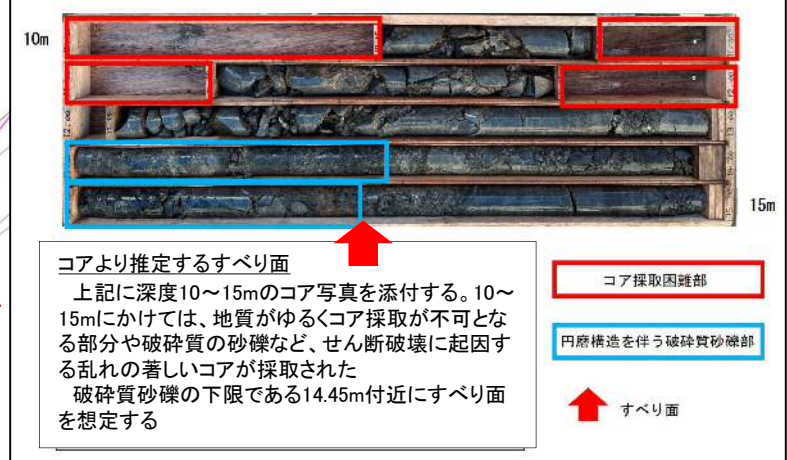 10m
15m
コアより推定するすべり面
上記に深度10～15mのコア写真を添付する。10～
15mにかけては、地質がゆるくコア採取が不可とな
る部分や破砕質の砂礫など、せん断破壊に起因す
る乱れの著しいコアが採取された
破砕質砂礫の下限である14.45m付近にすべり面
を想定する
コア採取困難部
円磨構造を伴う破砕質砂礫部
すべり面